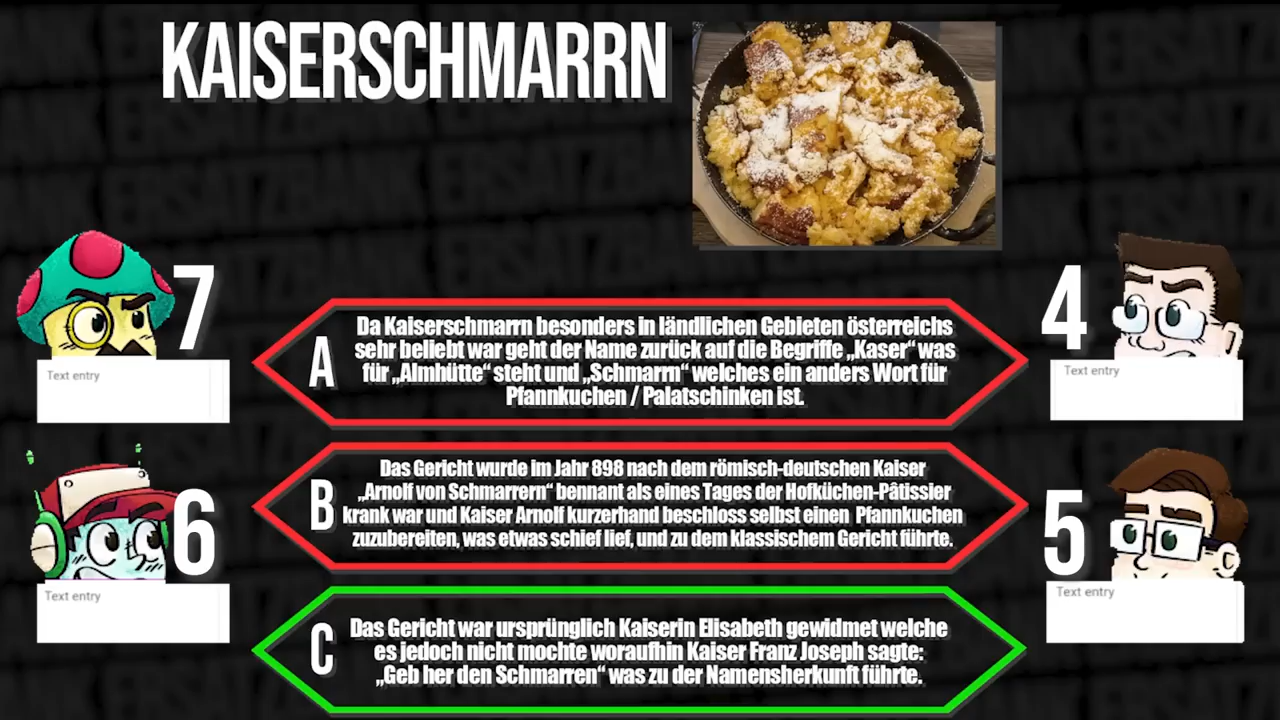 KAISERSCHMARRN
7
4
A
Da Kaiserschmarrn besonders in ländlichen Gebieten österreichs
sehr beliebt war geht der Name zurück auf die Begriffe „Kaser“ was
für „Almhütte“ steht und „Schmarrn“ welches ein anders Wort für
Pfannkuchen / Palatschinken ist.
Text entry
Text entry
6
5
B
Das Gericht wurde im Jahr 898 nach dem römisch-deutschen Kaiser
„Arnolf von Schmarrern“ bennant als eines Tages der Hofküchen-Pâtissier
krank war und Kaiser Arnolf kurzerhand beschloss selbst einen Pfannkuchen
zuzubereiten, was etwas schief lief, und zu dem klassischem Gericht führte.
Text entry
Text entry
C
Das Gericht war ursprünglich Kaiserin Elisabeth gewidmet welche
es jedoch nicht mochte woraufhin Kaiser Franz Joseph sagte:
„Geb her den Schmarren“ was zu der Namensherkunft führte.